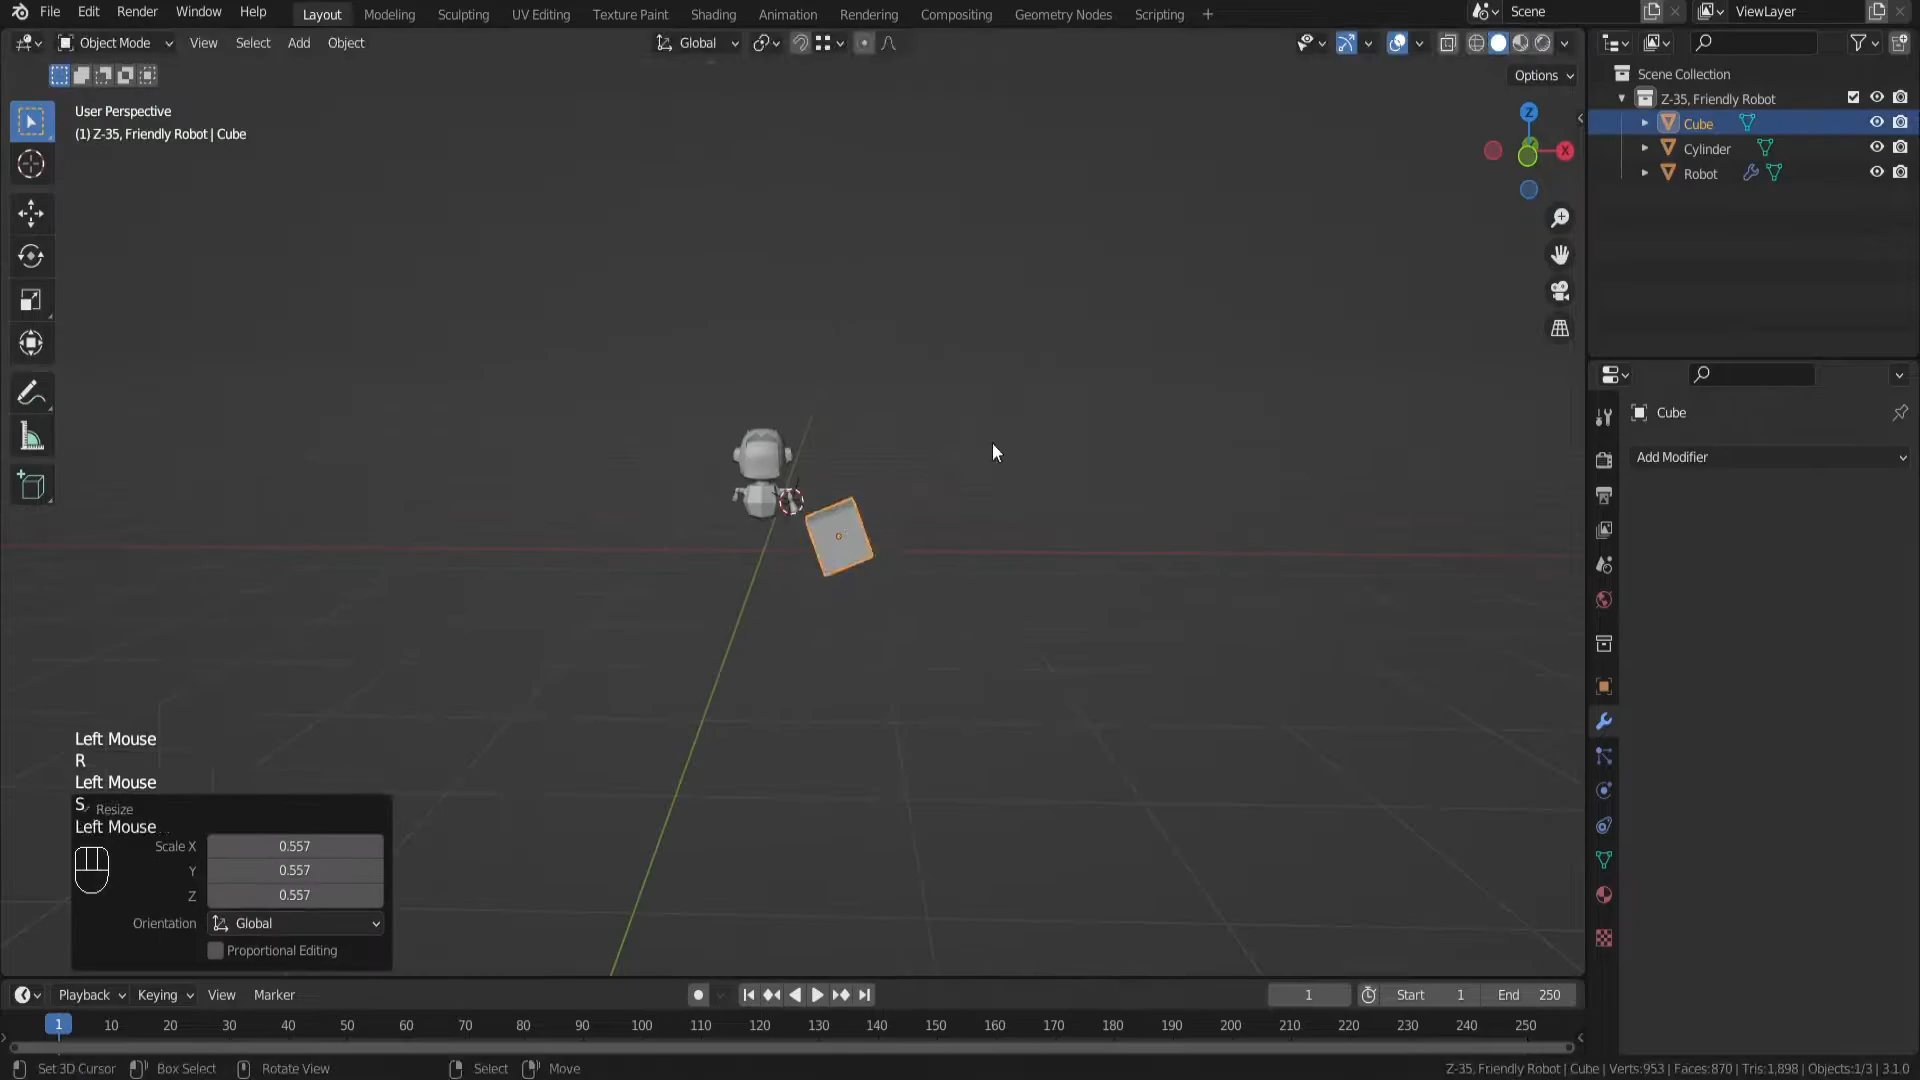 File Edit Render Window Help Layout Modeling Sculpting UV Editing Texture Paint Shading Animation Rendering Compositing Geometry Nodes Scripting + Scene ViewLayer
Object Mode View Select Add Object Global
Options
User Perspective
(1) Z-35, Friendly Robot | Cube
Z
X
Scene Collection
Z-35, Friendly Robot
Cube
Cylinder
Robot
Cube
Add Modifier
Left Mouse
R
Left Mouse
S
Resize
Left Mouse
Scale X 0.557
Y 0.557
Z 0.557
Orientation Global
Proportional Editing
Playback Keying View Marker 1 Start 1 End 250
1 10 20 30 40 50 60 70 80 90 100 110 120 130 140 150 160 170 180 190 200 210 220 230 240 250
Set 3D Cursor Box Select Rotate View Select Move Z-35, Friendly Robot | Cube | Verts:953 | Faces:870 | Tris:1,898 | Objects:1/3 | 3.1.0